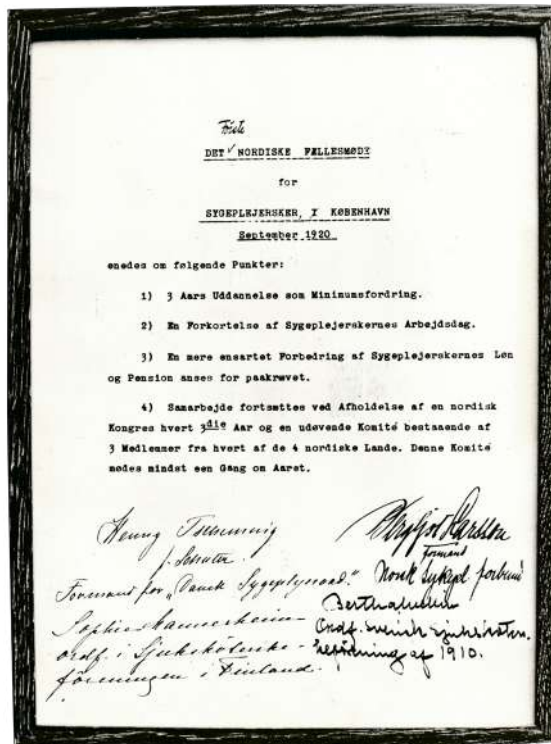 Første
DET NORDISKE FÆLLESMØDE
for
SYGEPLEJERSKER, I KØBENHAVN
September 1920
enedes om følgende Punkter:
1) 3 Aars Uddannelse som Minimumsfordring.
2) En Forkortelse af Sygeplejerskernes Arbejdsdag.
3) En mere ensartet Forbedring af Sygeplejerskernes Løn
og Pension anses for paakrævet.
4) Samarbejde fortsættes ved Afholdelse af en nordisk
Kongres hvert 3die Aar og en udøvende Komité bestaaende af
3 Medlemmer fra hvert af de 4 nordiske Lande. Denne Komité
mødes mindst een Gang om Aaret.
Henny Tscherning
f. Schrøter
Formand for "Dansk Sygeplejeraad."
Sophie Mannerheim
ordf. i Sjuksköterske-
föreningen i Finland.
Bergljot Larsson
formand
Norsk Sykepl. forbund
Bertha Wellin
Ordf. Svensk Sjuksköters.
förening af 1910.